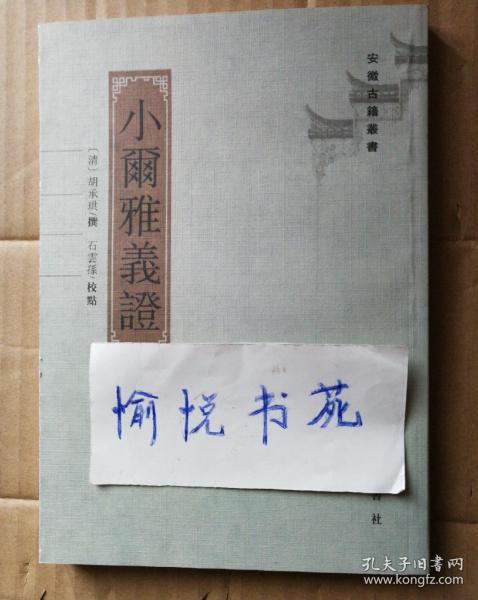 安徽古籍叢書
小爾雅義證
〔清〕胡承珙/撰 石雲孫/校點
愉悦书苑
書社
孔夫子旧书网
www.kongfz.com